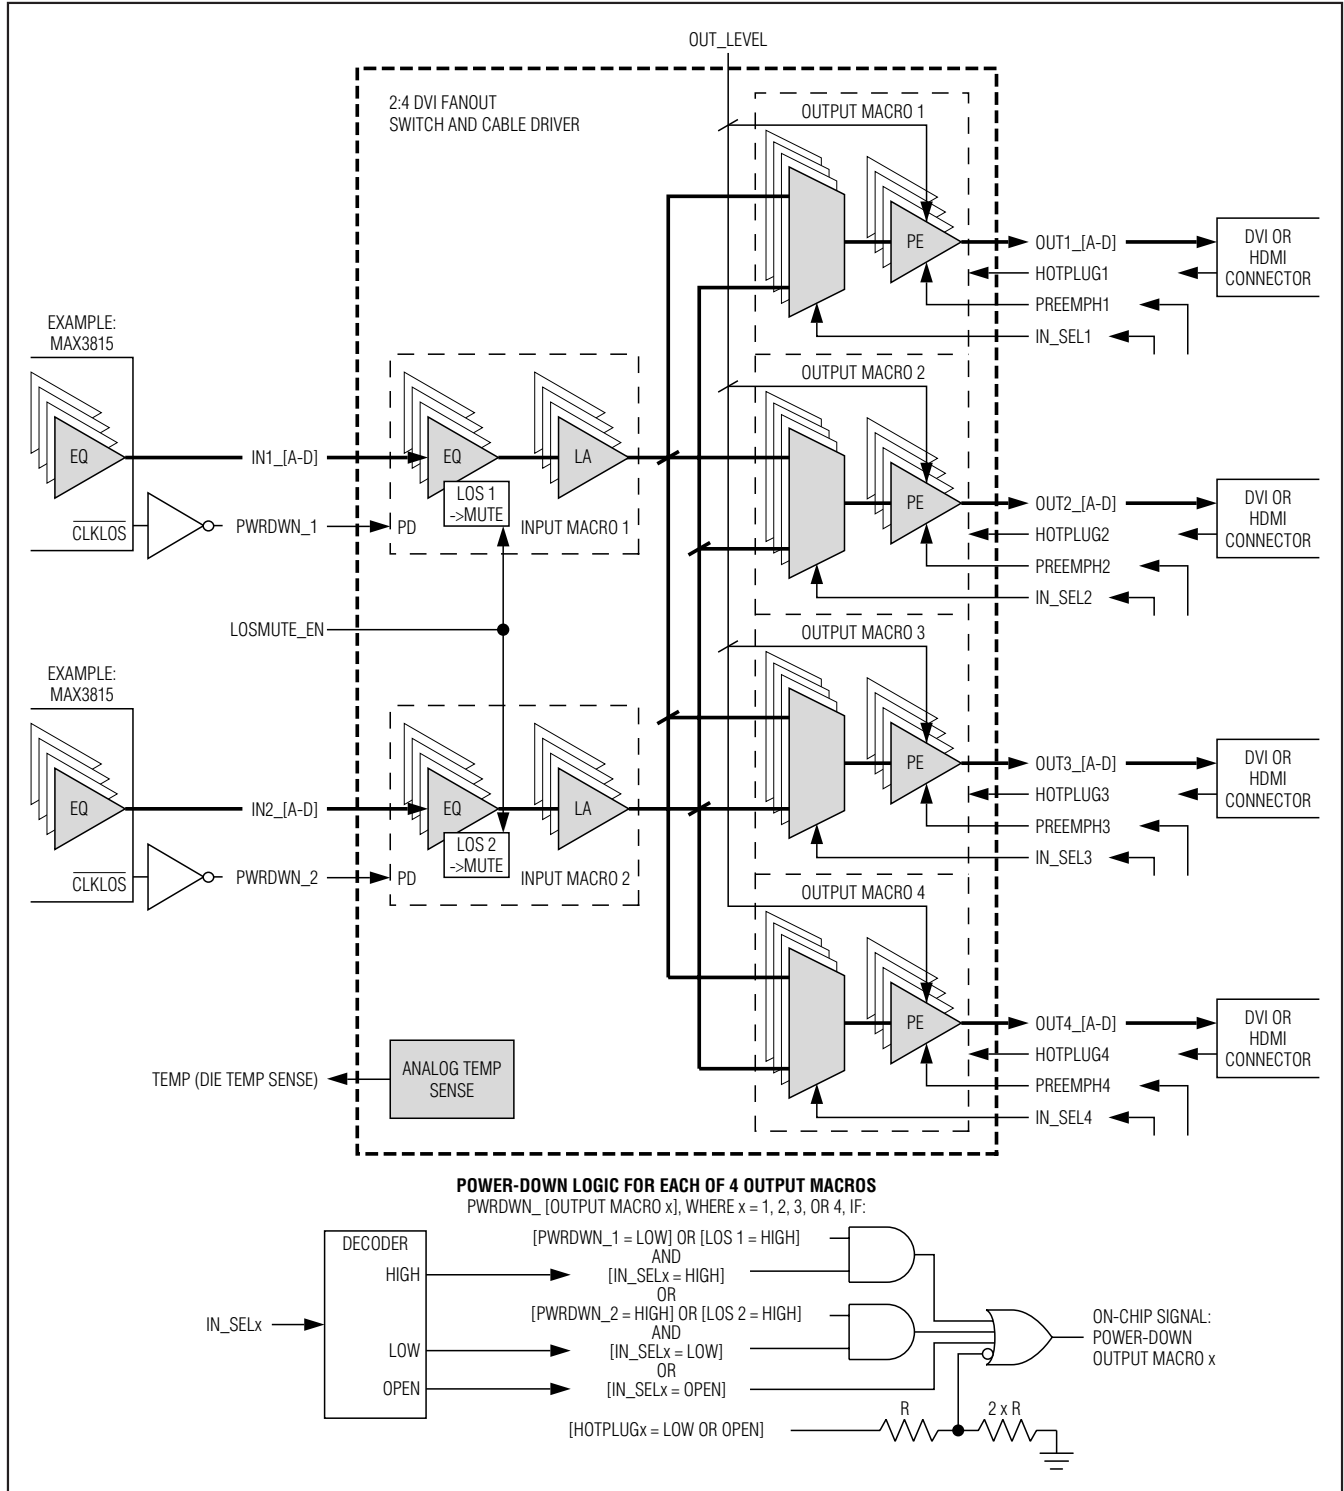 OUT_LEVEL
2:4 DVI FANOUT
SWITCH AND CABLE DRIVER
OUTPUT MACRO 1
PE
OUT1_[A-D]
HOTPLUG1
PREEMPH1
IN_SEL1
DVI OR
HDMI
CONNECTOR
EXAMPLE:
MAX3815
EQ
CLKLOS
IN1_[A-D]
PWRDWN_1
PD
EQ
LOS 1
->MUTE
LA
INPUT MACRO 1
OUTPUT MACRO 2
PE
OUT2_[A-D]
HOTPLUG2
PREEMPH2
IN_SEL2
DVI OR
HDMI
CONNECTOR
LOSMUTE_EN
OUTPUT MACRO 3
PE
OUT3_[A-D]
HOTPLUG3
PREEMPH3
IN_SEL3
DVI OR
HDMI
CONNECTOR
EXAMPLE:
MAX3815
EQ
CLKLOS
IN2_[A-D]
PWRDWN_2
PD
EQ
LOS 2
->MUTE
LA
INPUT MACRO 2
OUTPUT MACRO 4
PE
OUT4_[A-D]
HOTPLUG4
PREEMPH4
IN_SEL4
DVI OR
HDMI
CONNECTOR
TEMP (DIE TEMP SENSE)
ANALOG TEMP
SENSE
POWER-DOWN LOGIC FOR EACH OF 4 OUTPUT MACROS
PWRDWN_ [OUTPUT MACRO x], WHERE x = 1, 2, 3, OR 4, IF:
IN_SELx
DECODER
HIGH
LOW
OPEN
[PWRDWN_1 = LOW] OR [LOS 1 = HIGH]
AND
[IN_SELx = HIGH]
OR
[PWRDWN_2 = HIGH] OR [LOS 2 = HIGH]
AND
[IN_SELx = LOW]
OR
[IN_SELx = OPEN]
[HOTPLUGx = LOW OR OPEN]
R
2 x R
ON-CHIP SIGNAL:
POWER-DOWN
OUTPUT MACRO x